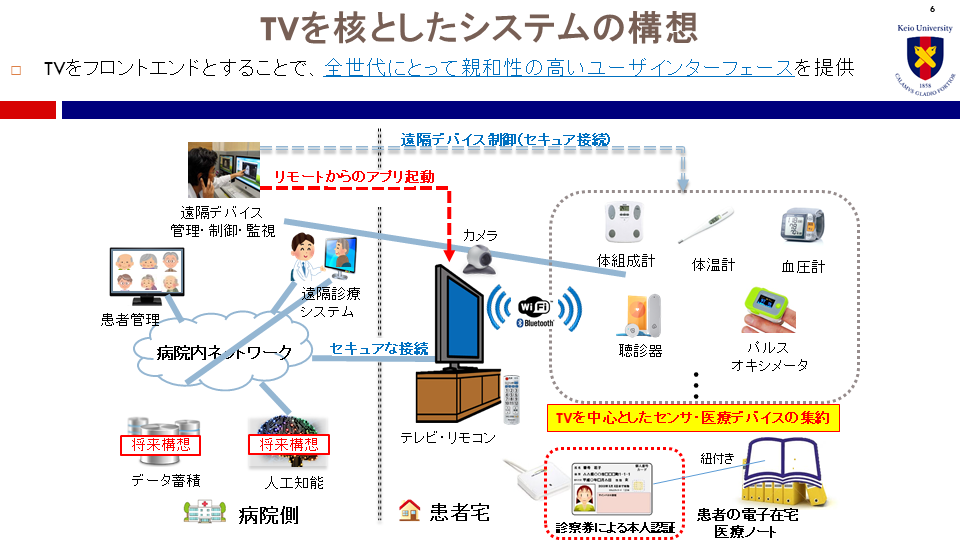 6
TVを核としたシステムの構想
Keio University
1858
CALAMVS GLADIO FORTIOR
TVをフロントエンドとすることで、全世代にとって親和性の高いユーザインターフェースを提供
遠隔デバイス制御(セキュア接続)
リモートからのアプリ起動
遠隔デバイス
管理・制御・監視
カメラ
体組成計
体温計
血圧計
遠隔診療
システム
患者管理
Wi Fi
Bluetooth
聴診器
パルス
オキシメータ
病院内ネットワーク
セキュアな接続
TVを中心としたセンサ・医療デバイスの集約
テレビ・リモコン
将来構想
将来構想
データ蓄積
人工知能
紐付き
診察券による本人認証
患者の電子在宅
医療ノート
病院側
患者宅